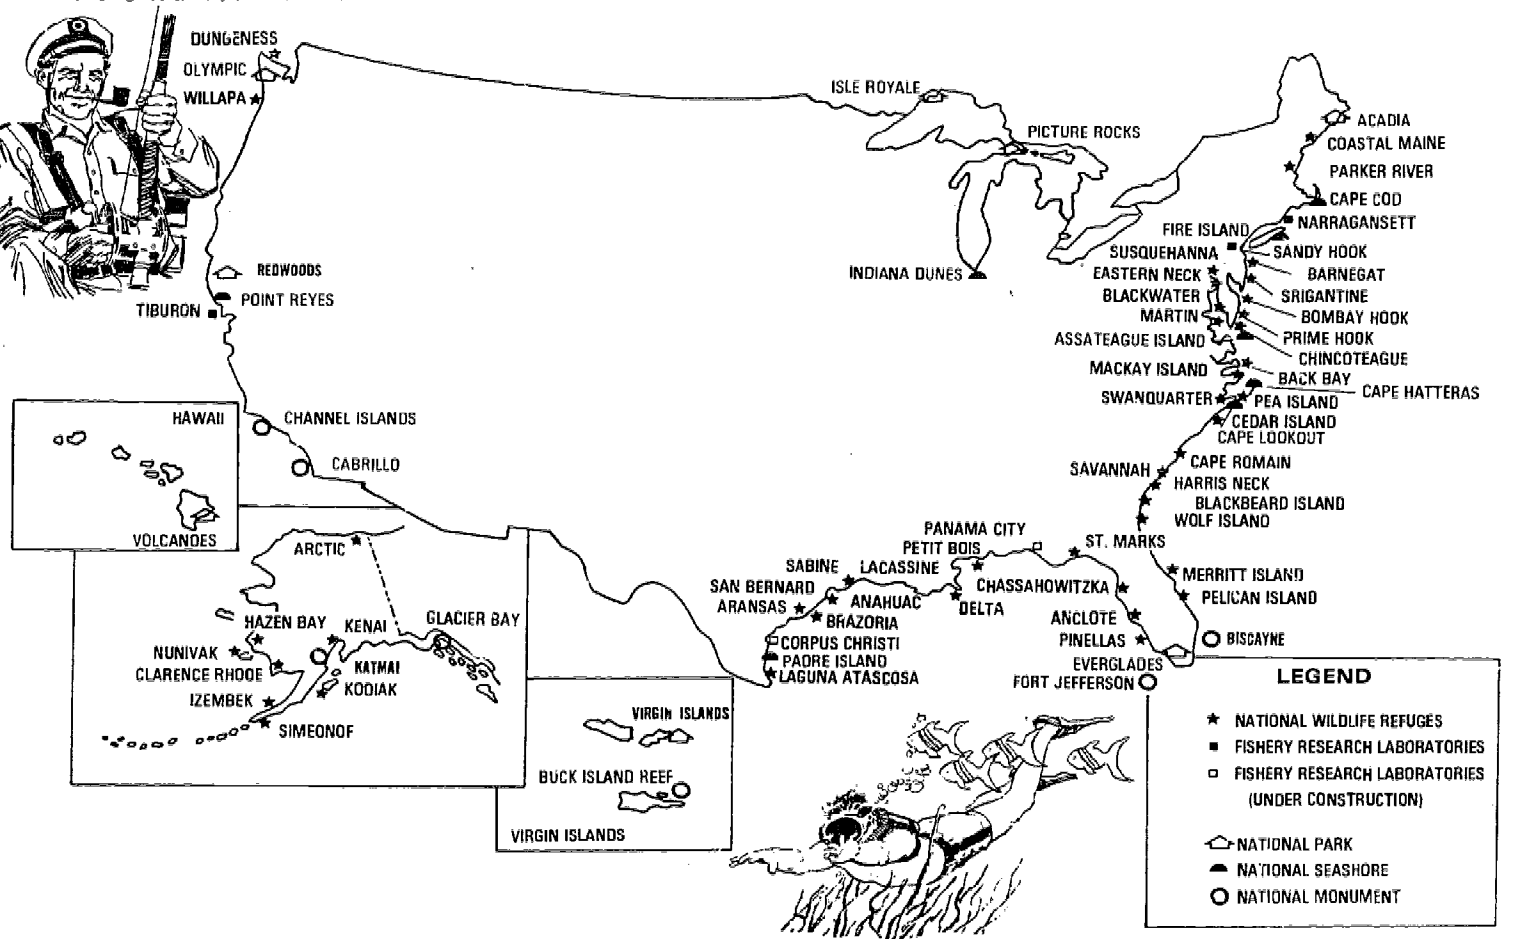 DUNGENESS
OLYMPIC
WILLAPA
REDWOODS
POINT REYES
TIBURON
CHANNEL ISLANDS
CABRILLO
HAWAII
VOLCANOES
ARCTIC
HAZEN BAY
KENAI
GLACIER BAY
NUNIVAK
KATMAI
CLARENCE RHODE
KODIAK
IZEMBEK
SIMEONOF
VIRGIN ISLANDS
BUCK ISLAND REEF
VIRGIN ISLANDS
ISLE ROYALE
PICTURE ROCKS
INDIANA DUNES
ACADIA
COASTAL MAINE
PARKER RIVER
CAPE COD
NARRAGANSETT
FIRE ISLAND
SUSQUEHANNA
SANDY HOOK
EASTERN NECK
BARNEGAT
BLACKWATER
SRIGANTINE
MARTIN
BOMBAY HOOK
ASSATEAGUE ISLAND
PRIME HOOK
CHINCOTEAGUE
MACKAY ISLAND
BACK BAY
CAPE HATTERAS
SWANQUARTER
PEA ISLAND
CEDAR ISLAND
CAPE LOOKOUT
SAVANNAH
CAPE ROMAIN
HARRIS NECK
BLACKBEARD ISLAND
WOLF ISLAND
PANAMA CITY
PETIT BOIS
ST. MARKS
SABINE
LACASSINE
SAN BERNARD
CHASSAHOWITZKA
MERRITT ISLAND
ARANSAS
ANAHUAC
DELTA
PELICAN ISLAND
BRAZORIA
ANCLOTE
CORPUS CHRISTI
PINELLAS
BISCAYNE
PADRE ISLAND
EVERGLADES
LAGUNA ATASCOSA
FORT JEFFERSON
LEGEND
NATIONAL WILDLIFE REFUGES
FISHERY RESEARCH LABORATORIES
FISHERY RESEARCH LABORATORIES
(UNDER CONSTRUCTION)
NATIONAL PARK
NATIONAL SEASHORE
NATIONAL MONUMENT